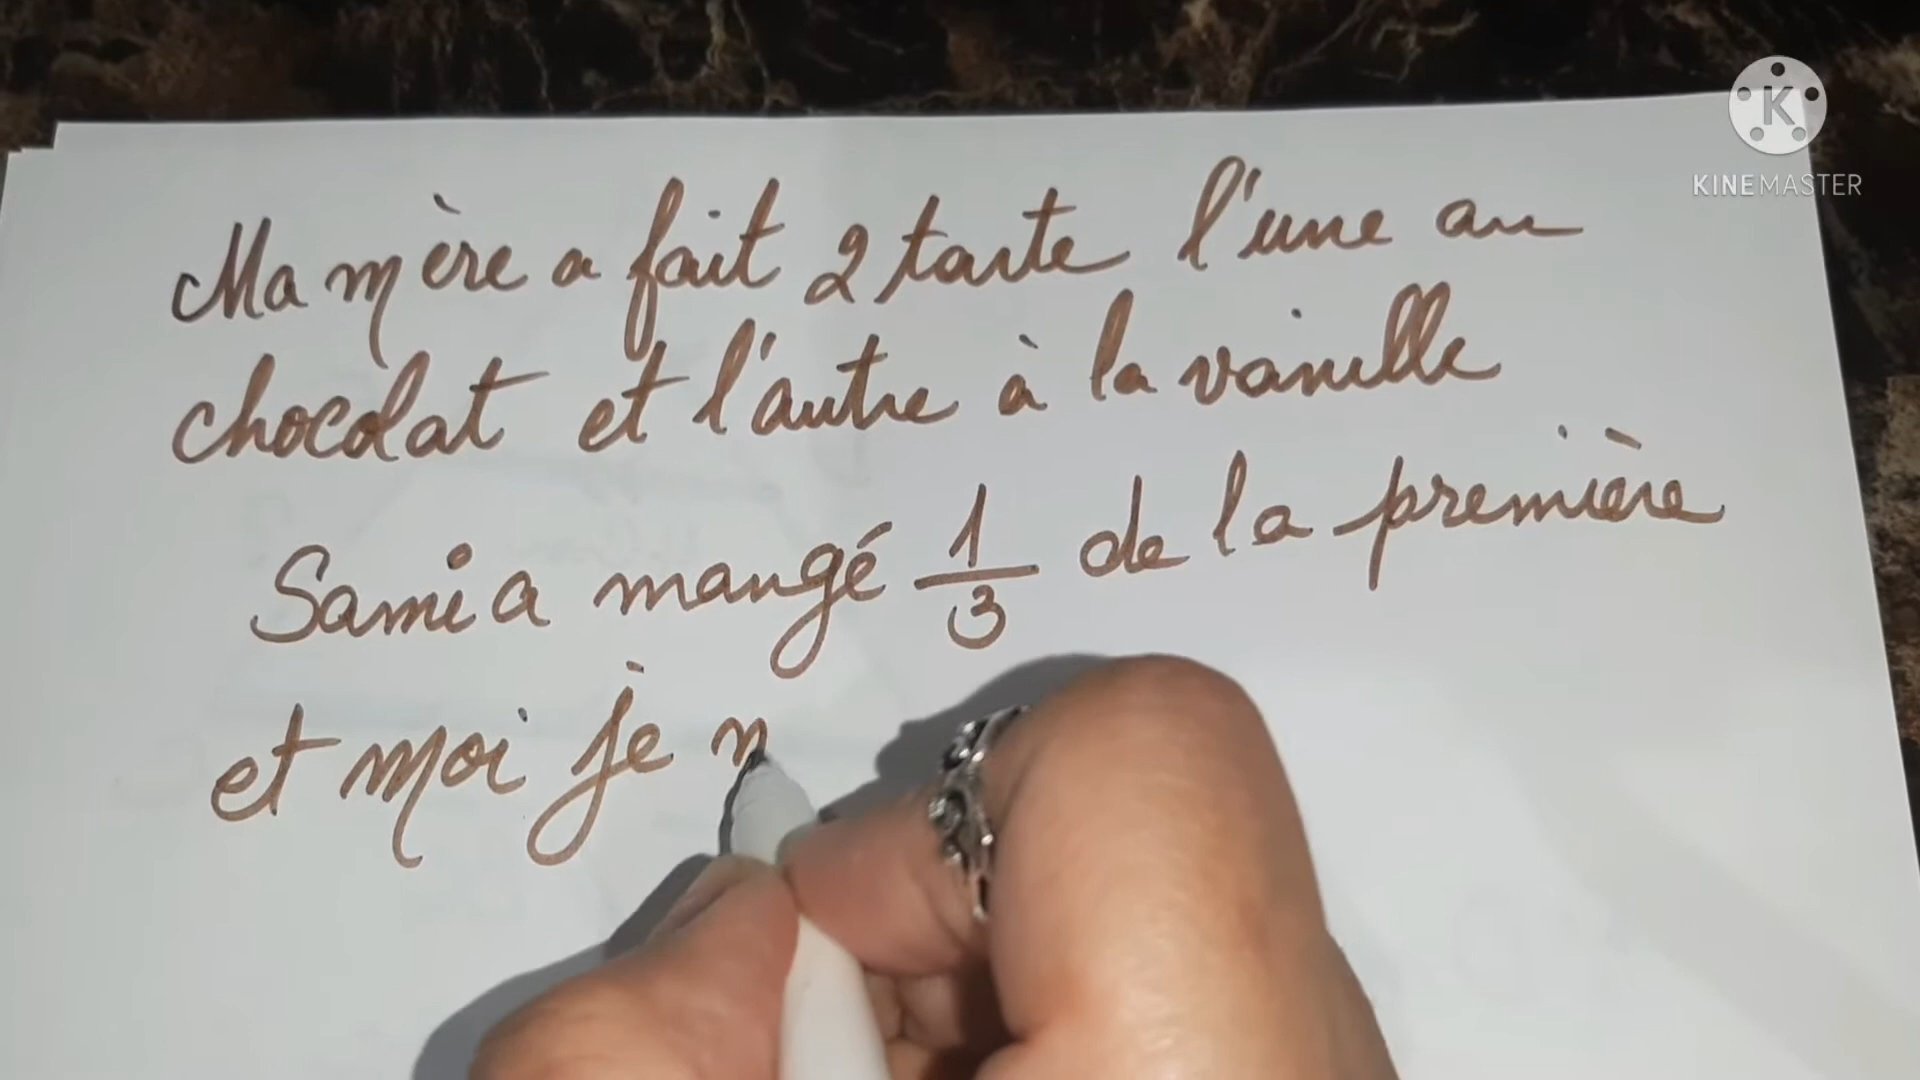 KINEMASTER
Ma mère a fait 2 tarte l'une au
chocolat et l'autre à la vanille
Sami a mangé 1/3 de la première
et moi je